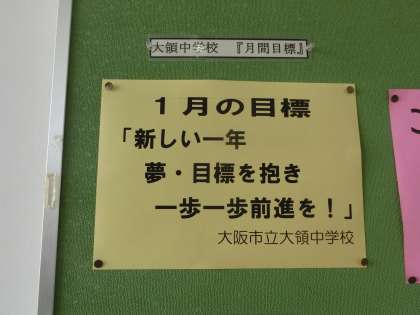 大領中学校 『月間目標』
1月の目標
「新しい一年
夢・目標を抱き
一歩一歩前進を！」
大阪市立大領中学校